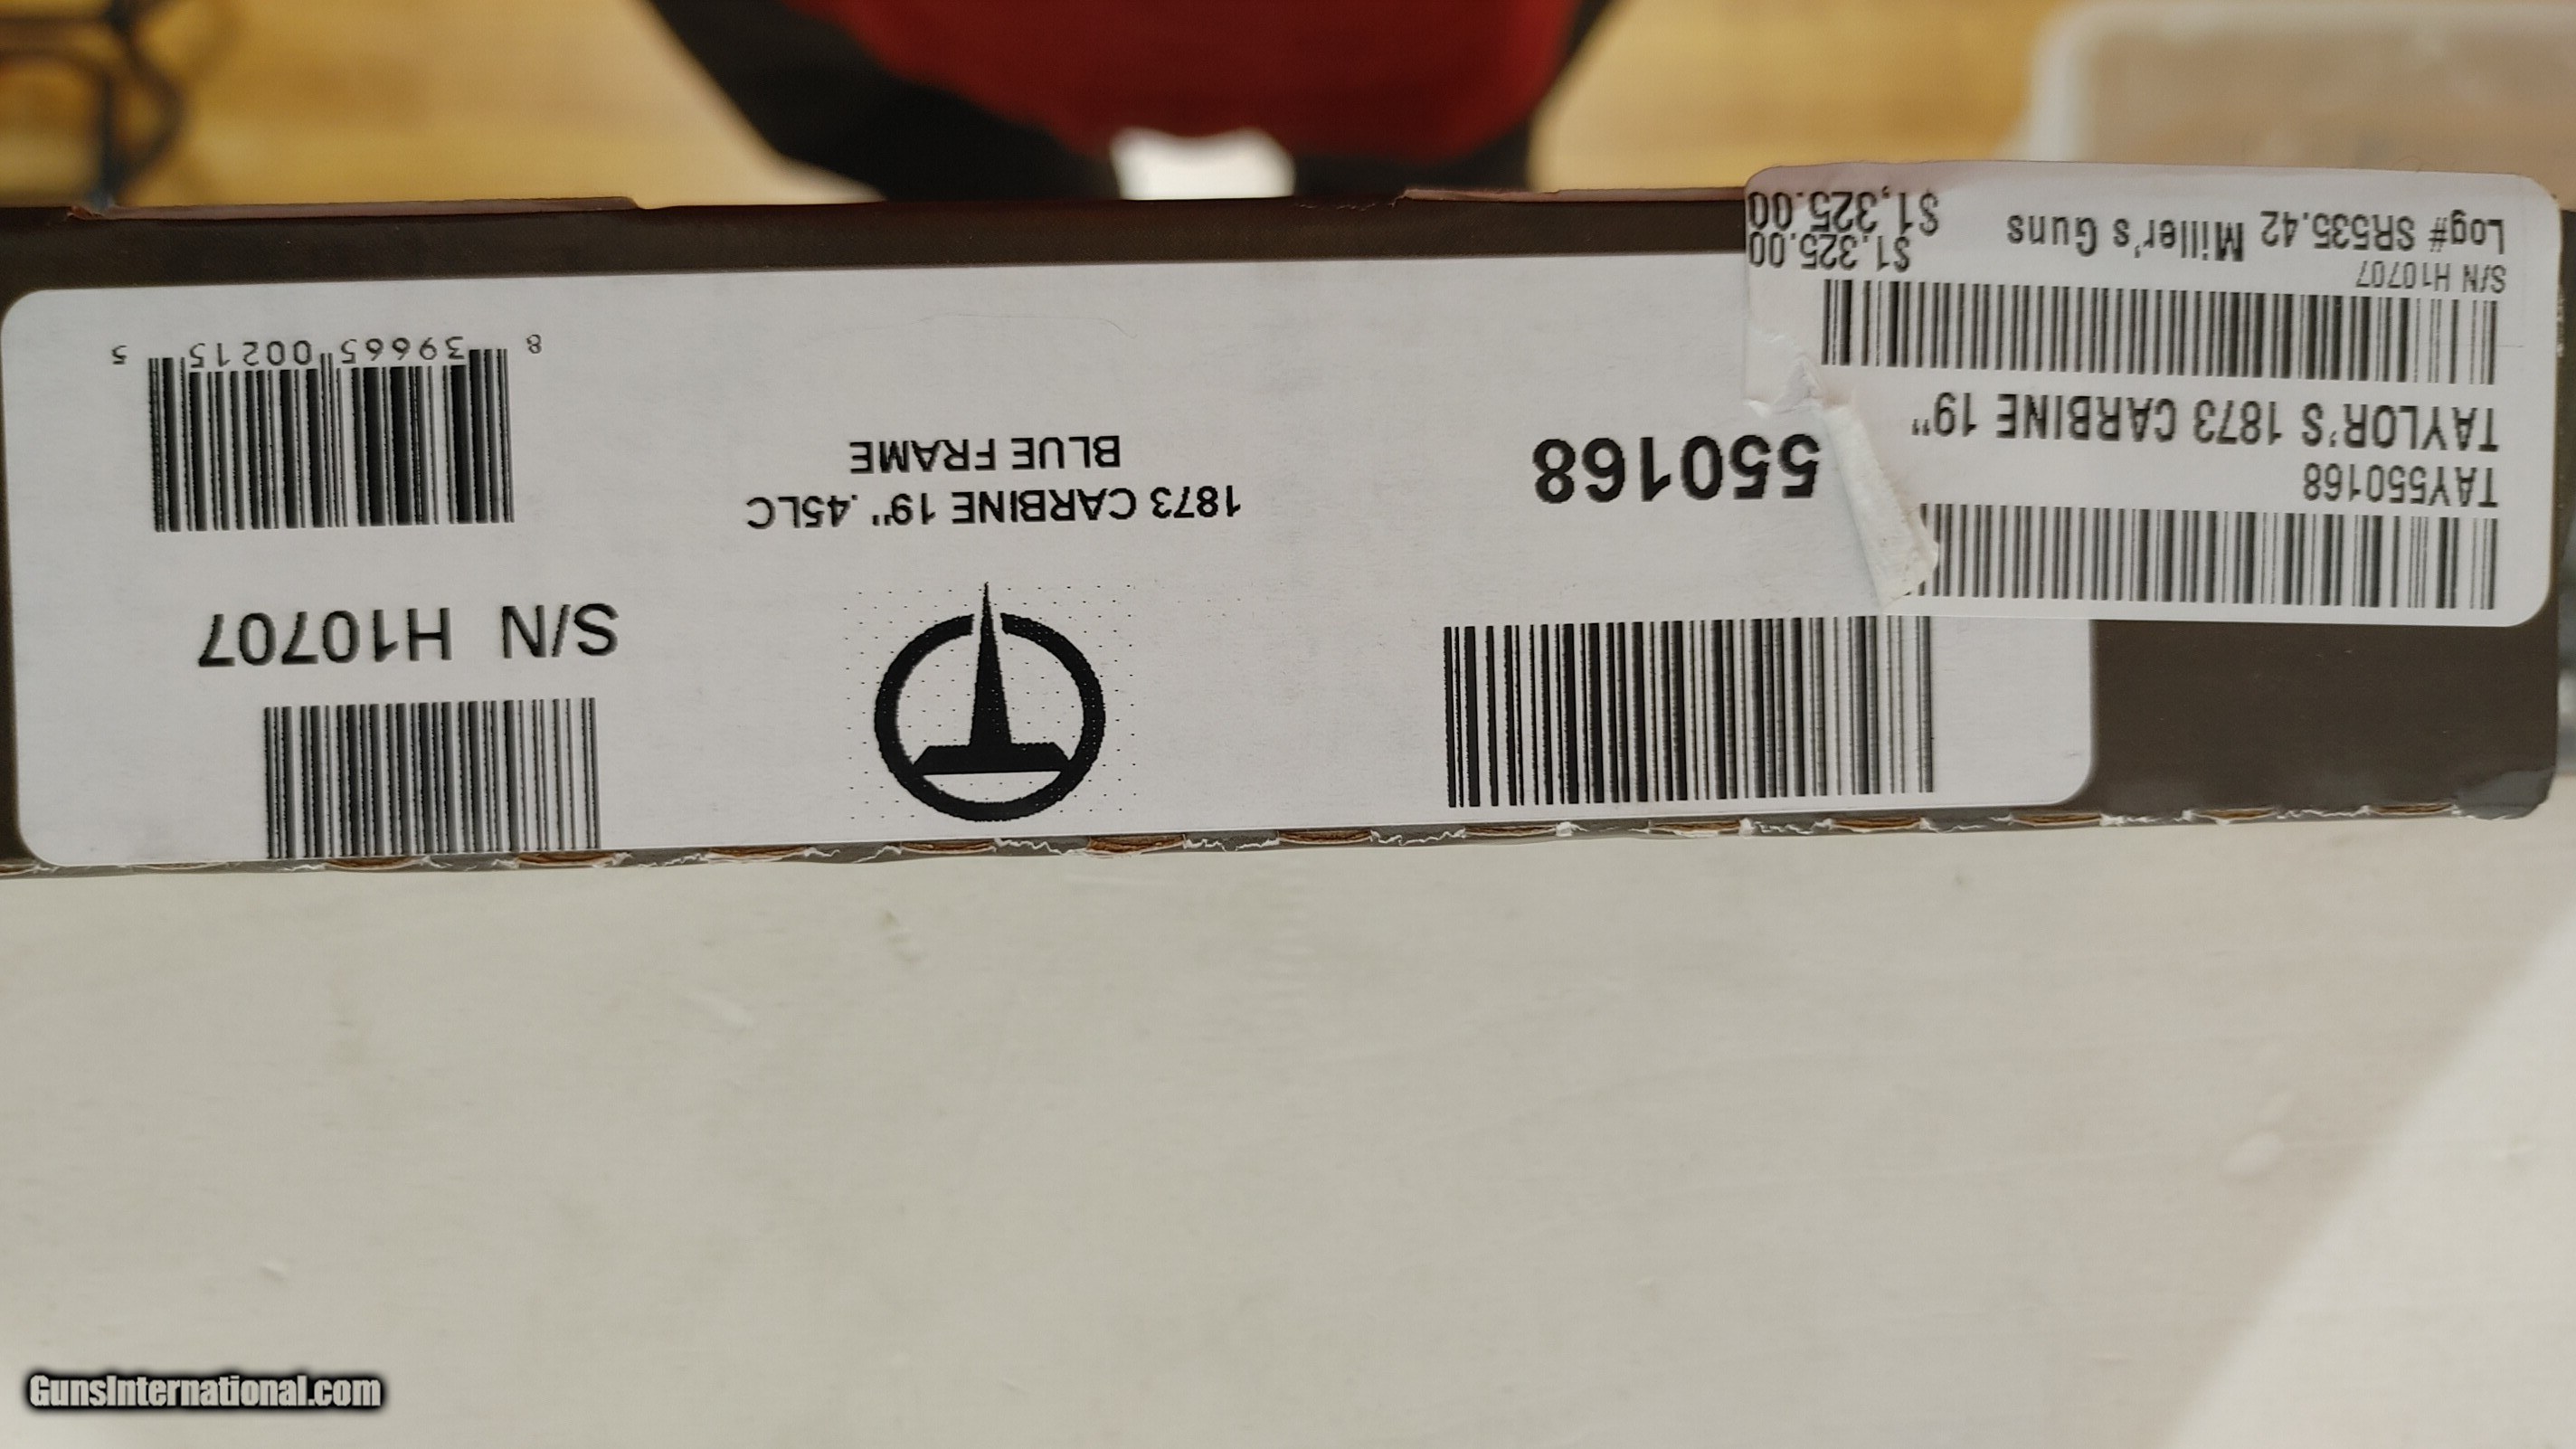 TAY550168
TAYLOR'S 1873 CARBINE 19"
S/N H10707
Log# SR535.42 Miller's Guns
$1,325.00
$1,325.00
550168
1873 CARBINE 19" .45LC
BLUE FRAME
S/N H10707
8 39665 00215 5
GunsInternational.com